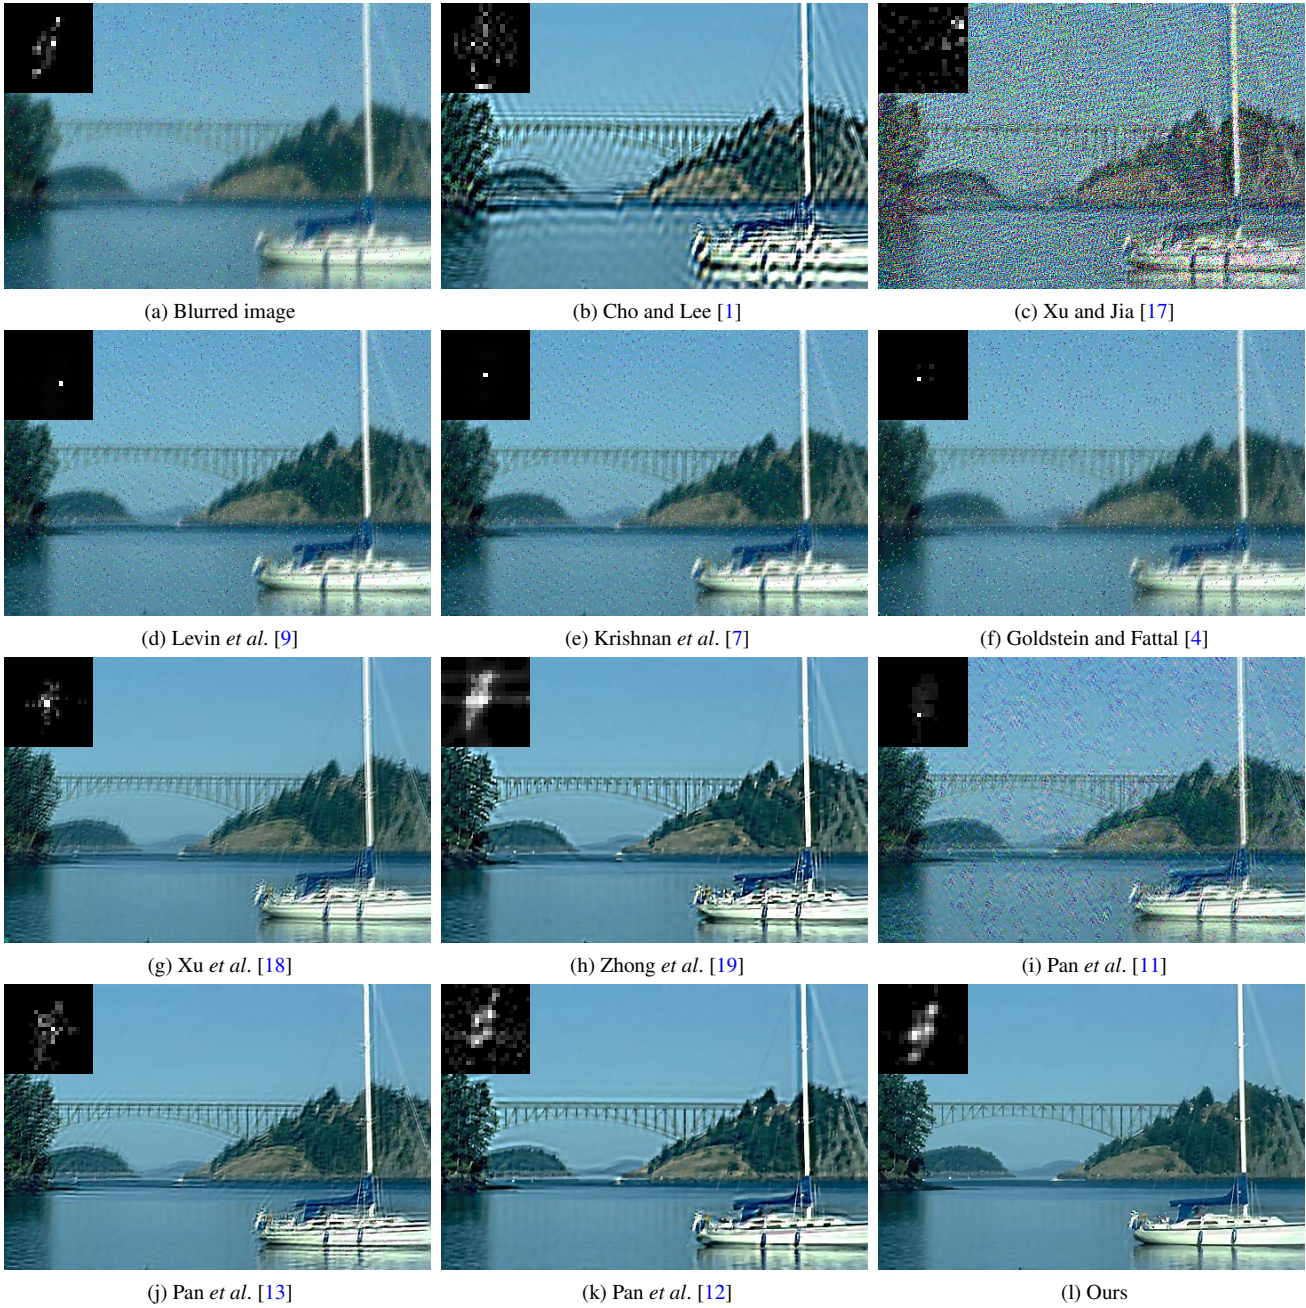 (a) Blurred image
(b) Cho and Lee [1]
(c) Xu and Jia [17]
(d) Levin et al. [9]
(e) Krishnan et al. [7]
(f) Goldstein and Fattal [4]
(g) Xu et al. [18]
(h) Zhong et al. [19]
(i) Pan et al. [11]
(j) Pan et al. [13]
(k) Pan et al. [12]
(l) Ours